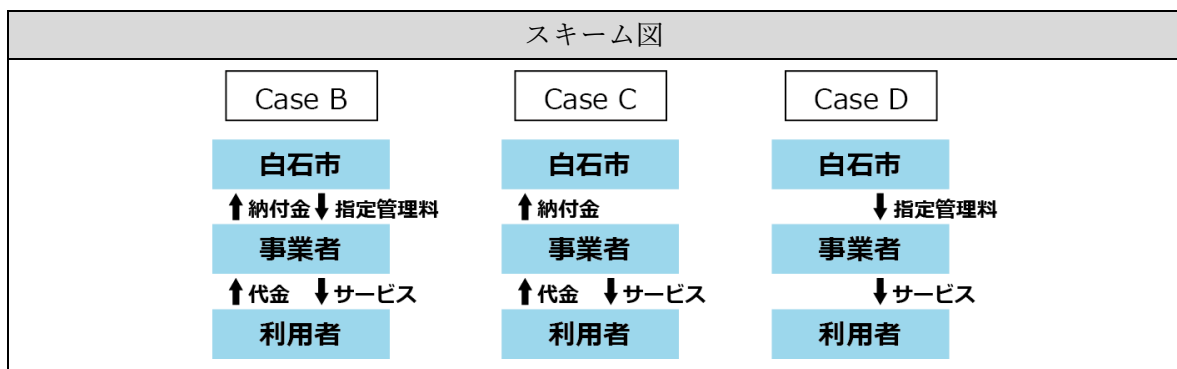 スキーム図
Case B
白石市
↑納付金↓指定管理料
事業者
↑代金 ↓サービス
利用者
Case C
白石市
↑納付金
事業者
↑代金 ↓サービス
利用者
Case D
白石市
↓指定管理料
事業者
↓サービス
利用者